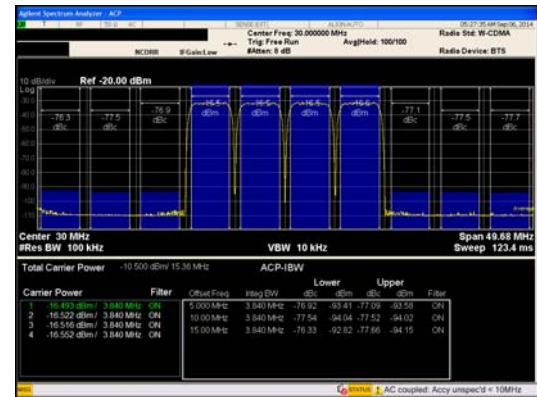 Agilent Spectrum Analyzer - ACP
T RF 50 Ω AC SENSE:EXT ALIGN AUTO 05:27:35 AM Sep 06, 2014
Center Freq: 30.000000 MHz Radio Std: W-CDMA
Trig: Free Run Avg|Hold: 100/100
NCORR IFGain:Low #Atten: 8 dB Radio Device: BTS
10 dB/div Ref -20.00 dBm
Log
-76.3 dBc -77.5 dBc -76.9 dBc -16.5 dBm dBm dBm dBm -77.1 dBc -77.5 dBc -77.7 dBc
Average
Center 30 MHz Span 49.68 MHz
#Res BW 100 kHz VBW 10 kHz Sweep 123.4 ms
Total Carrier Power -10.500 dBm/ 15.36 MHz ACP-IBW
Lower Upper
Carrier Power Filter Offset Freq Integ BW dBc dBm dBc dBm Filter
1 -16.493 dBm / 3.840 MHz ON 5.000 MHz 3.840 MHz -76.92 -93.41 -77.09 -93.58 ON
2 -16.522 dBm / 3.840 MHz ON 10.00 MHz 3.840 MHz -77.54 -94.04 -77.52 -94.02 ON
3 -16.516 dBm / 3.840 MHz ON 15.00 MHz 3.840 MHz -76.33 -92.82 -77.66 -94.15 ON
4 -16.552 dBm / 3.840 MHz ON
MSG STATUS AC coupled: Accy unspec'd < 10MHz